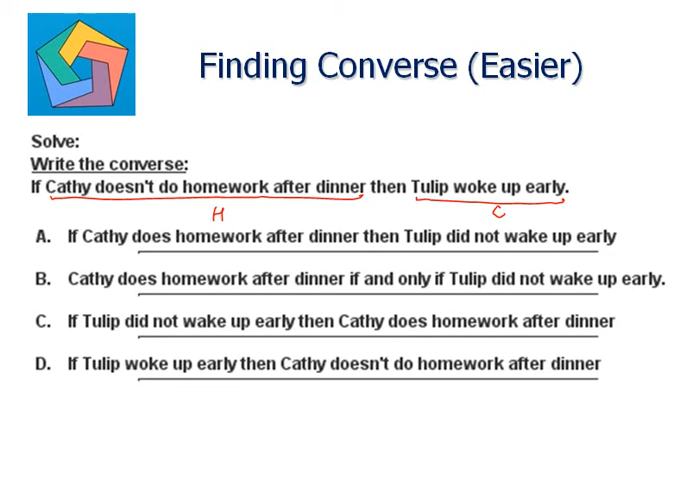 Finding Converse (Easier)
Solve:
Write the converse:
If Cathy doesn't do homework after dinner then Tulip woke up early.
H C
A. If Cathy does homework after dinner then Tulip did not wake up early
B. Cathy does homework after dinner if and only if Tulip did not wake up early.
C. If Tulip did not wake up early then Cathy does homework after dinner
D. If Tulip woke up early then Cathy doesn't do homework after dinner